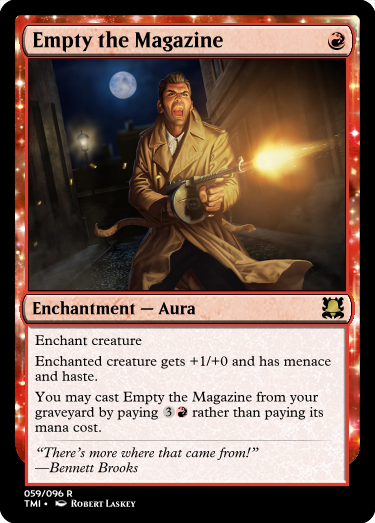 Empty the Magazine
Enchantment — Aura
Enchant creature
Enchanted creature gets +1/+0 and has menace
and haste.
You may cast Empty the Magazine from your
graveyard by paying 3R rather than paying its
mana cost.
“There’s more where that came from!”
—Bennett Brooks
059/096 R
TMI • Robert Laskey